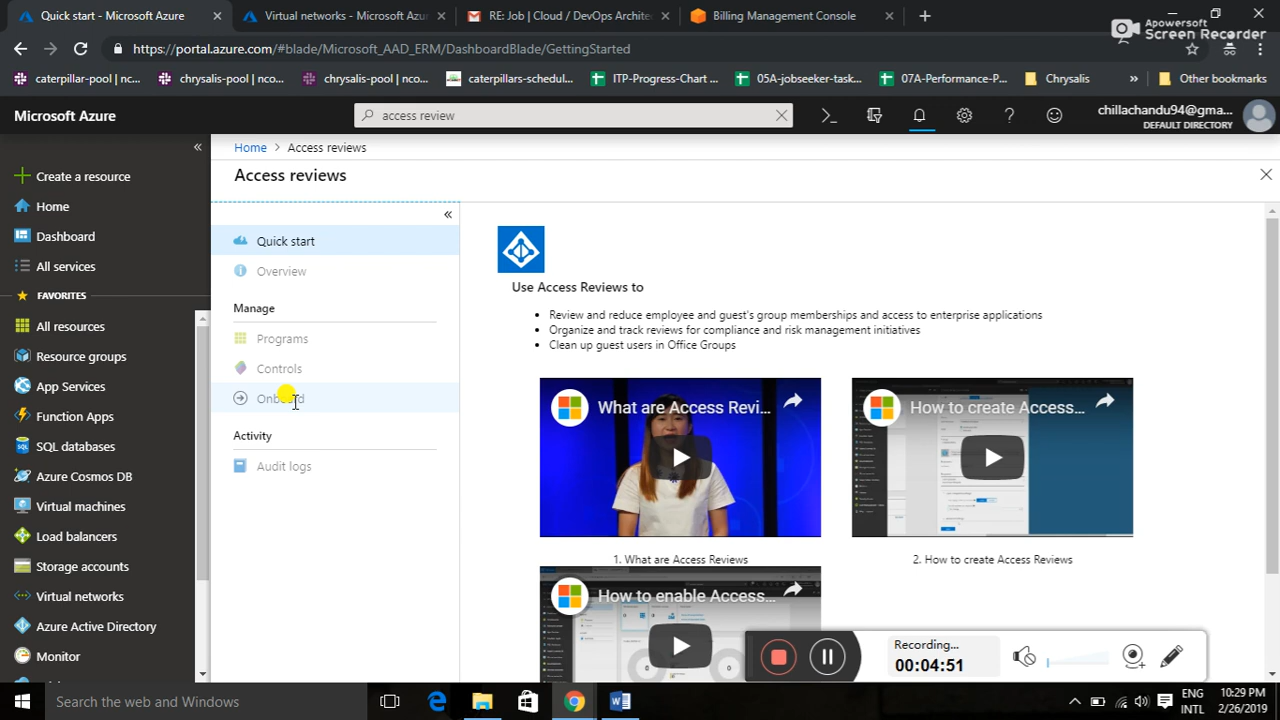 Quick start - Microsoft Azure
Virtual networks - Microsoft Azu
RE: Job | Cloud / DevOps Archite
Billing Management Console
Apowersoft
Screen Recorder
https://portal.azure.com/#blade/Microsoft_AAD_ERM/DashboardBlade/GettingStarted
caterpillar-pool | nc...
chrysalis-pool | nco...
chrysalis-pool | nco...
caterpillars-schedul...
ITP-Progress-Chart ...
05A-jobseeker-task...
07A-Performance-P...
Chrysalis
»
Other bookmarks
Microsoft Azure
access review
chillachandu94@gma...
DEFAULT DIRECTORY
Home > Access reviews
Access reviews
Create a resource
Home
Dashboard
All services
FAVORITES
All resources
Resource groups
App Services
Function Apps
SQL databases
Azure Cosmos DB
Virtual machines
Load balancers
Storage accounts
Virtual networks
Azure Active Directory
Monitor
Quick start
Overview
Manage
Programs
Controls
Onboard
Activity
Audit logs
Use Access Reviews to
• Review and reduce employee and guest's group memberships and access to enterprise applications
• Organize and track reviews for compliance and risk management initiatives
• Clean up guest users in Office Groups
What are Access Revi...
How to create Access...
1. What are Access Reviews
2. How to create Access Reviews
How to enable Access...
Recording...
00:04:51
Search the web and Windows
ENG
INTL
10:29 PM
2/26/2019